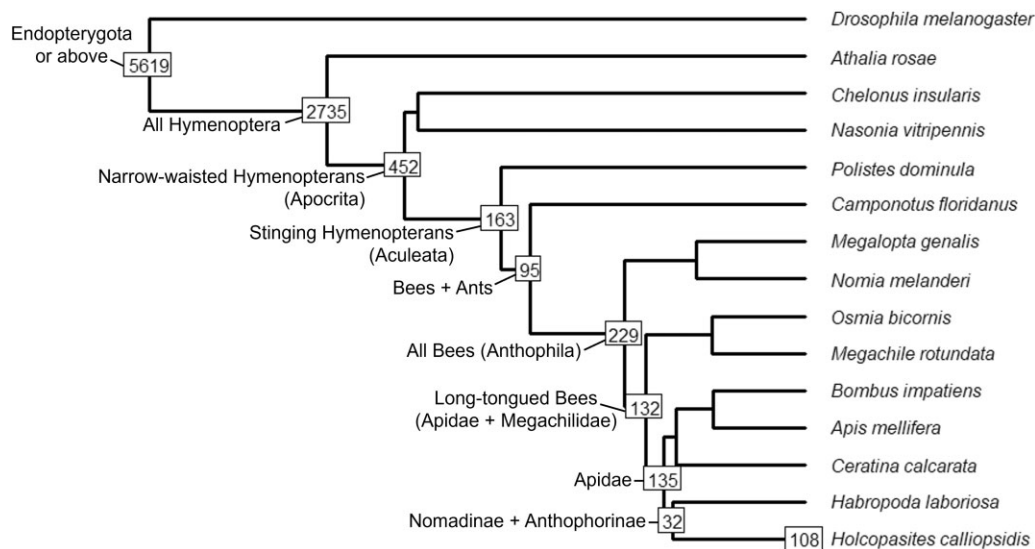 Drosophila melanogaster
Endopterygota
or above
5619
Athalia rosae
Chelonus insularis
2735
All Hymenoptera
Nasonia vitripennis
452
Narrow-waisted Hymenopterans
(Apocrita)
Polistes dominula
Camponotus floridanus
163
Stinging Hymenopterans
(Aculeata)
Megalopta genalis
95
Bees + Ants
Nomia melanderi
Osmia bicornis
229
All Bees (Anthophila)
Megachile rotundata
Bombus impatiens
Long-tongued Bees
(Apidae + Megachilidae)
132
Apis mellifera
Ceratina calcarata
Apidae
135
Habropoda laboriosa
Nomadinae + Anthophorinae
32
108
Holcopasites calliopsidis